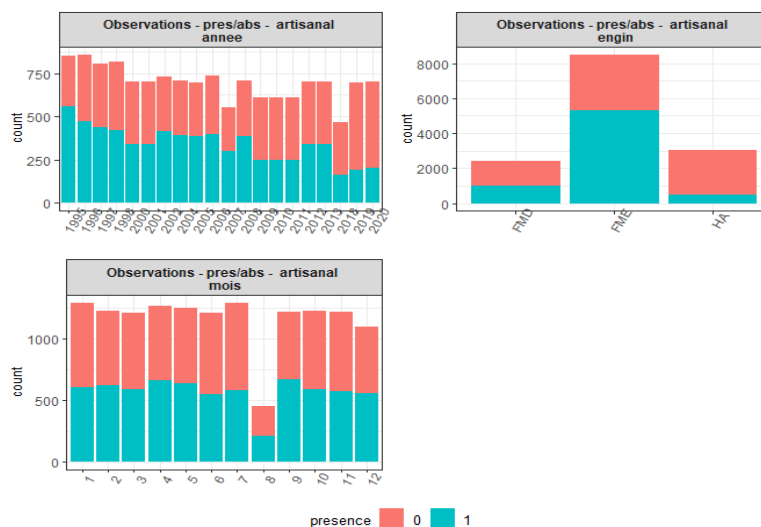 Observations - pres/abs - artisanal
annee
count
750
500
250
0
1995 1996 1997 1998 2000 2001 2002 2004 2005 2006 2007 2008 2009 2010 2011 2012 2013 2018 2019 2020
Observations - pres/abs - artisanal
engin
count
8000
6000
4000
2000
0
FMD FME HA
Observations - pres/abs - artisanal
mois
count
1000
500
0
1 2 3 4 5 6 7 8 9 10 11 12
presence 0 1